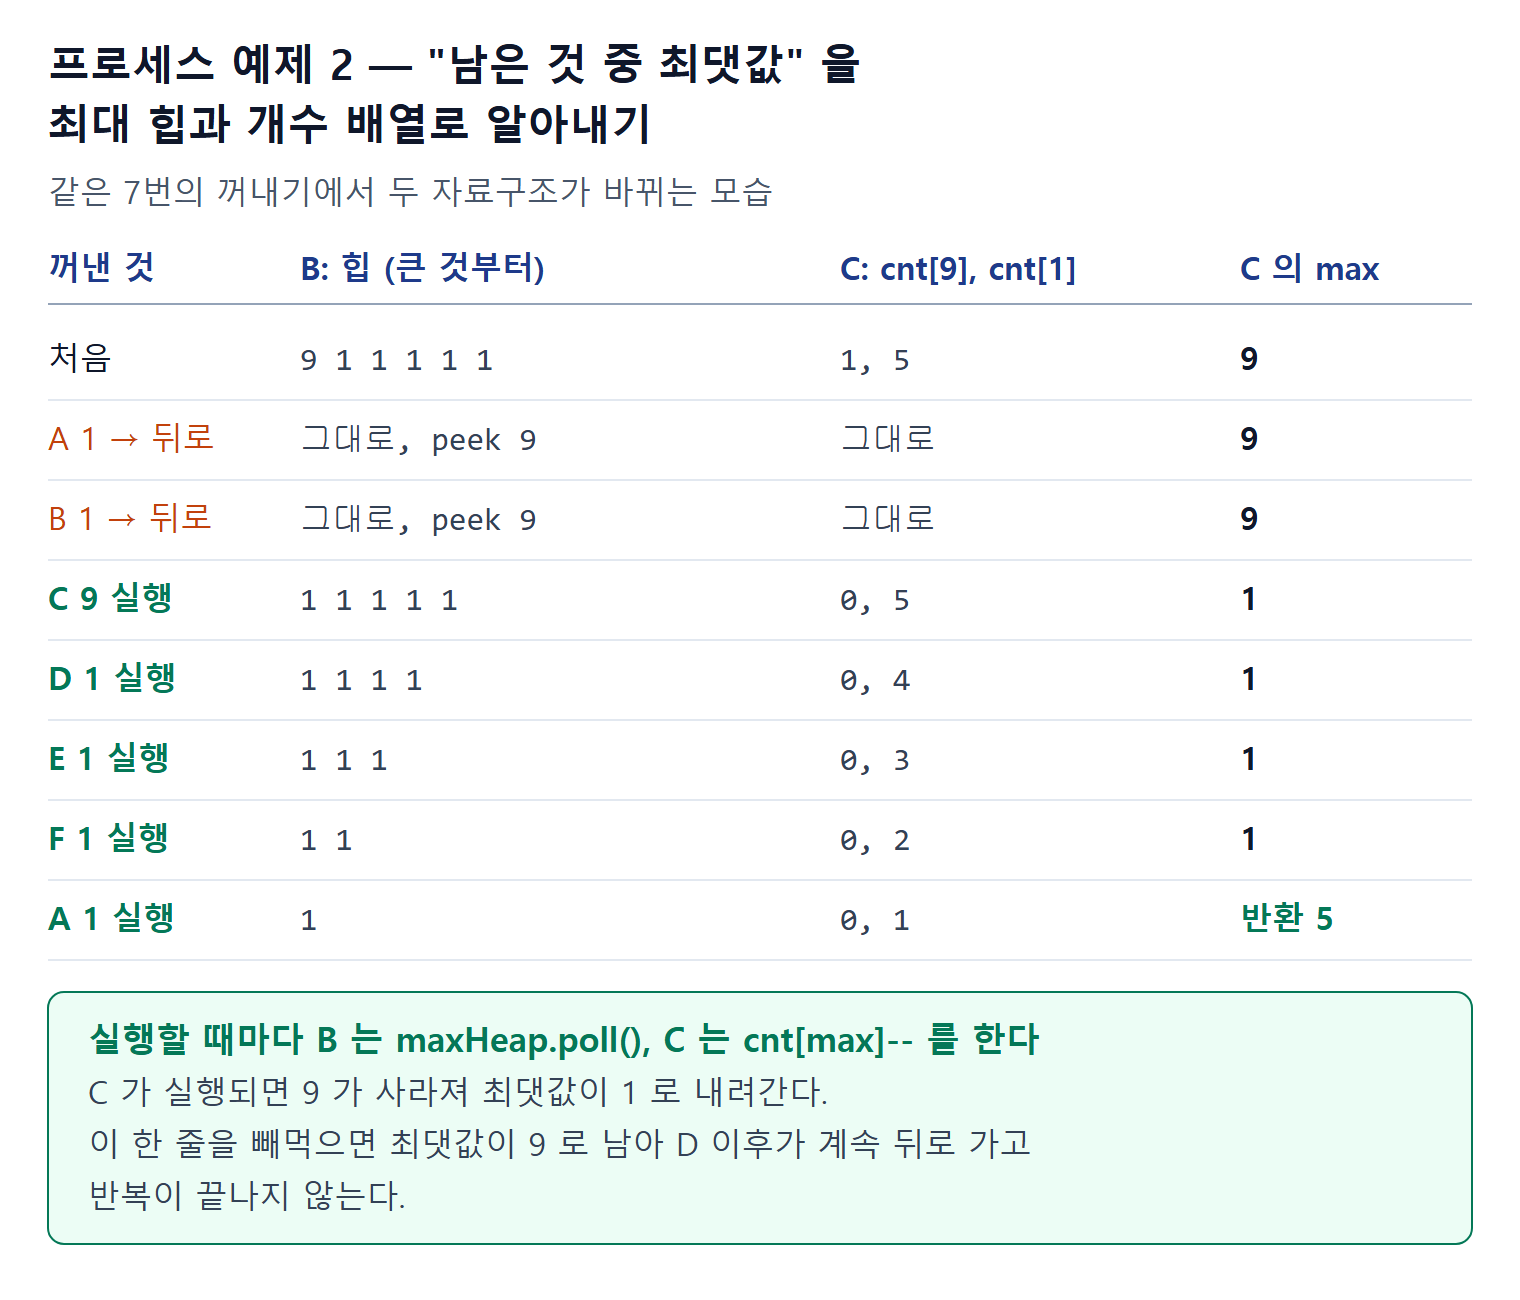 프로세스 예제 2 — "남은 것 중 최댓값" 을
최대 힙과 개수 배열로 알아내기
같은 7번의 꺼내기에서 두 자료구조가 바뀌는 모습
꺼낸 것 B: 힙 (큰 것부터) C: cnt[9], cnt[1] C 의 max
처음 9 1 1 1 1 1 1, 5 9
A 1 → 뒤로 그대로, peek 9 그대로 9
B 1 → 뒤로 그대로, peek 9 그대로 9
C 9 실행 1 1 1 1 1 0, 5 1
D 1 실행 1 1 1 1 0, 4 1
E 1 실행 1 1 1 0, 3 1
F 1 실행 1 1 0, 2 1
A 1 실행 1 0, 1 반환 5
실행할 때마다 B 는 maxHeap.poll(), C 는 cnt[max]-- 를 한다
C 가 실행되면 9 가 사라져 최댓값이 1 로 내려간다.
이 한 줄을 빼먹으면 최댓값이 9 로 남아 D 이후가 계속 뒤로 가고
반복이 끝나지 않는다.